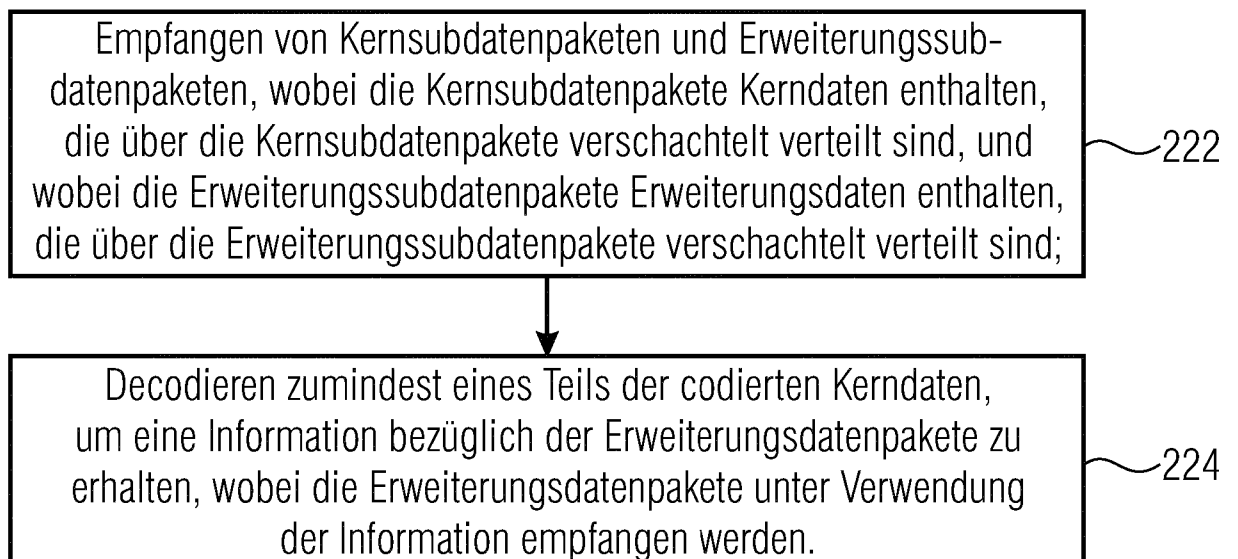 Empfangen von Kernsubdatenpaketen und Erweiterungssub-
datenpaketen, wobei die Kernsubdatenpakete Kerndaten enthalten,
die über die Kernsubdatenpakete verschachtelt verteilt sind, und
wobei die Erweiterungssubdatenpakete Erweiterungsdaten enthalten,
die über die Erweiterungssubdatenpakete verschachtelt verteilt sind;
222
Decodieren zumindest eines Teils der codierten Kerndaten,
um eine Information bezüglich der Erweiterungsdatenpakete zu
erhalten, wobei die Erweiterungsdatenpakete unter Verwendung
der Information empfangen werden.
224